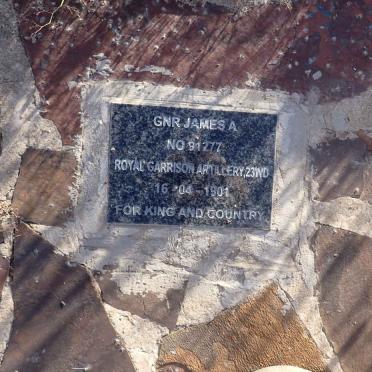 GNR JAMES A
NO 91277
ROYAL GARRISON ARTILLERY,23WD
16 -04-1901
FOR KING AND COUNTRY